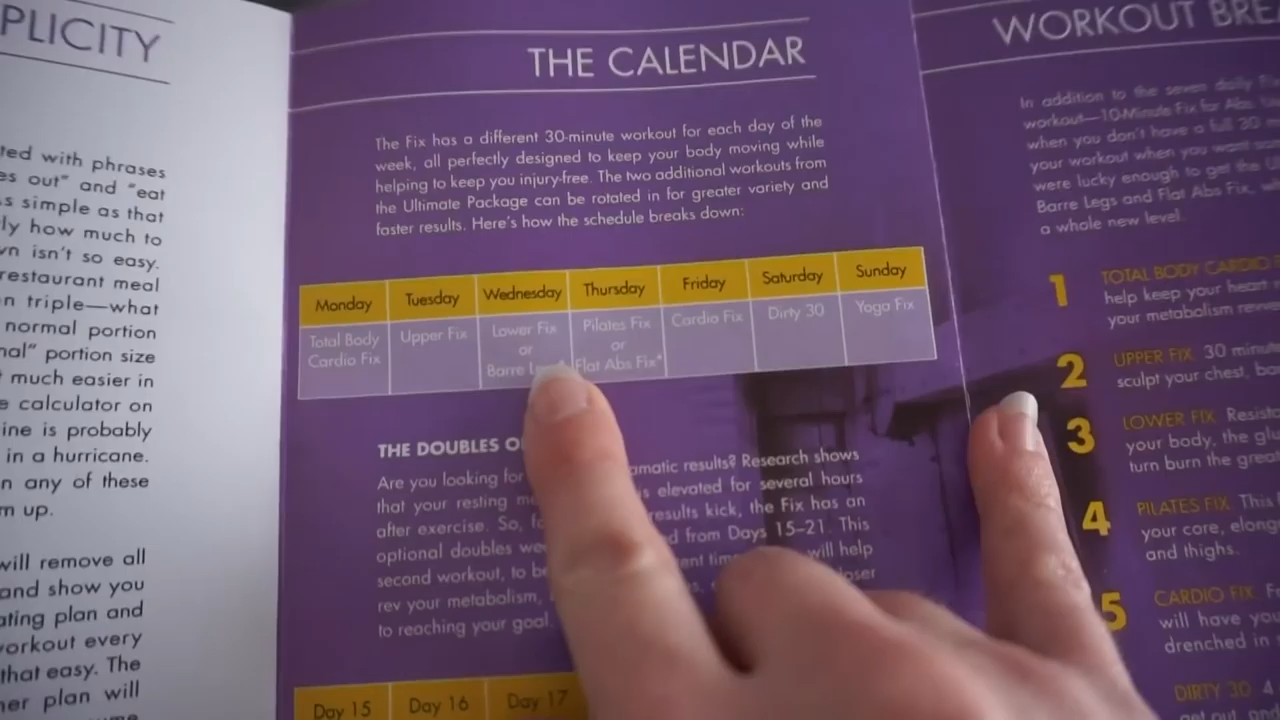 PLICITY
ted with phrases
es out" and "eat
s simple as that
ly how much to
wn isn't so easy.
restaurant meal
n triple—what
normal portion
nal" portion size
much easier in
e calculator on
ine is probably
in a hurricane.
n any of these
m up.
will remove all
and show you
ating plan and
workout every
that easy. The
her plan will
THE CALENDAR
The Fix has a different 30-minute workout for each day of the
week, all perfectly designed to keep your body moving while
helping to keep you injury-free. The two additional workouts from
the Ultimate Package can be rotated in for greater variety and
faster results. Here's how the schedule breaks down:
Monday Tuesday Wednesday Thursday Friday Saturday Sunday
Total Body Upper Fix Lower Fix Pilates Fix Cardio Fix Dirty 30 Yoga Fix
Cardio Fix or or
Barre Flat Abs Fix*
THE DOUBLES
Are you looking for amatic results? Research shows
that your resting is elevated for several hours
after exercise. So, results kick, the Fix has an
optional doubles d from Days 15–21. This
second workout, to will help
rev your metabolism, loser
to reaching your goal.
Day 15 Day 16 Day 17
WORKOUT BRE
In addition to the seven daily
workout—10-Minute Fix for Abs
when you don't have a full 30
your workout when you want
were lucky enough to get the
Barre Legs and Flat Abs Fix,
a whole new level.
1 TOTAL BODY CARDIO
help keep your heart
your metabolism
2 UPPER FIX. 30 minute
sculpt your chest,
3 LOWER FIX. Resista
your body, the glu
turn burn the great
4 PILATES FIX. This
your core, elong
and thighs.
5 CARDIO FIX.
will have you
drenched in
DIRTY 30.